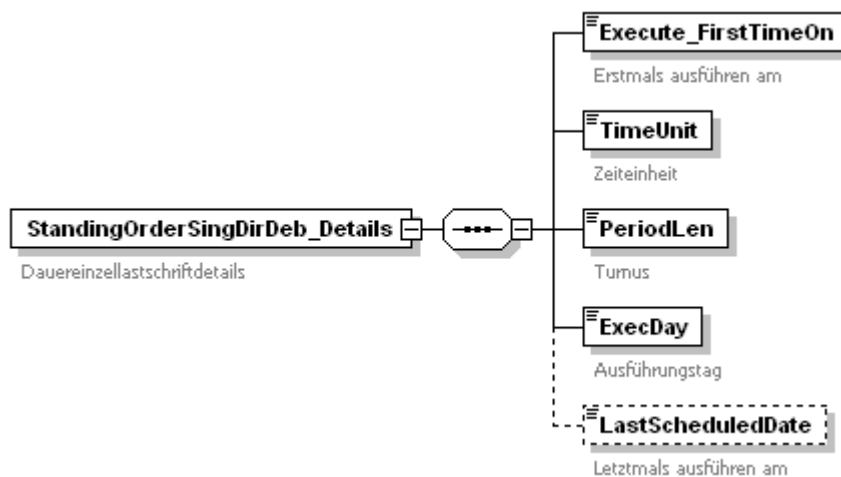 Execute_FirstTimeOn
Erstmals ausführen am
TimeUnit
Zeiteinheit
StandingOrderSingDirDeb_Details
Dauereinzellastschriftdetails
PeriodLen
Turnus
ExecDay
Ausführungstag
LastScheduledDate
Letztmals ausführen am